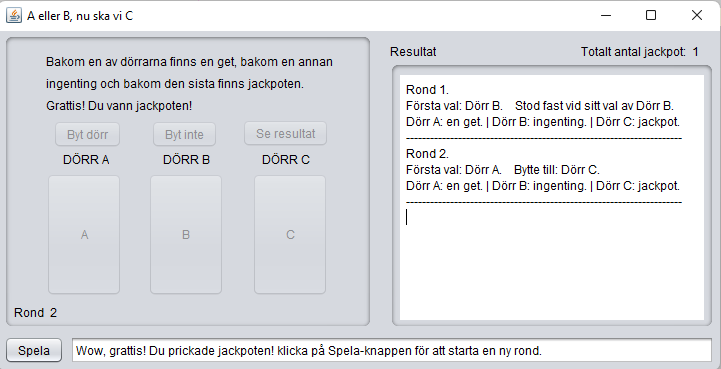 A eller B, nu ska vi C
Bakom en av dörrarna finns en get, bakom en annan
ingenting och bakom den sista finns jackpoten.
Grattis! Du vann jackpoten!
Byt dörr Byt inte Se resultat
DÖRR A DÖRR B DÖRR C
A B C
Rond 2
Resultat Totalt antal jackpot: 1
Rond 1.
Första val: Dörr B. Stod fast vid sitt val av Dörr B.
Dörr A: en get. | Dörr B: ingenting. | Dörr C: jackpot.
Rond 2.
Första val: Dörr A. Bytte till: Dörr C.
Dörr A: en get. | Dörr B: ingenting. | Dörr C: jackpot.
Spela Wow, grattis! Du prickade jackpoten! klicka på Spela-knappen för att starta en ny rond.